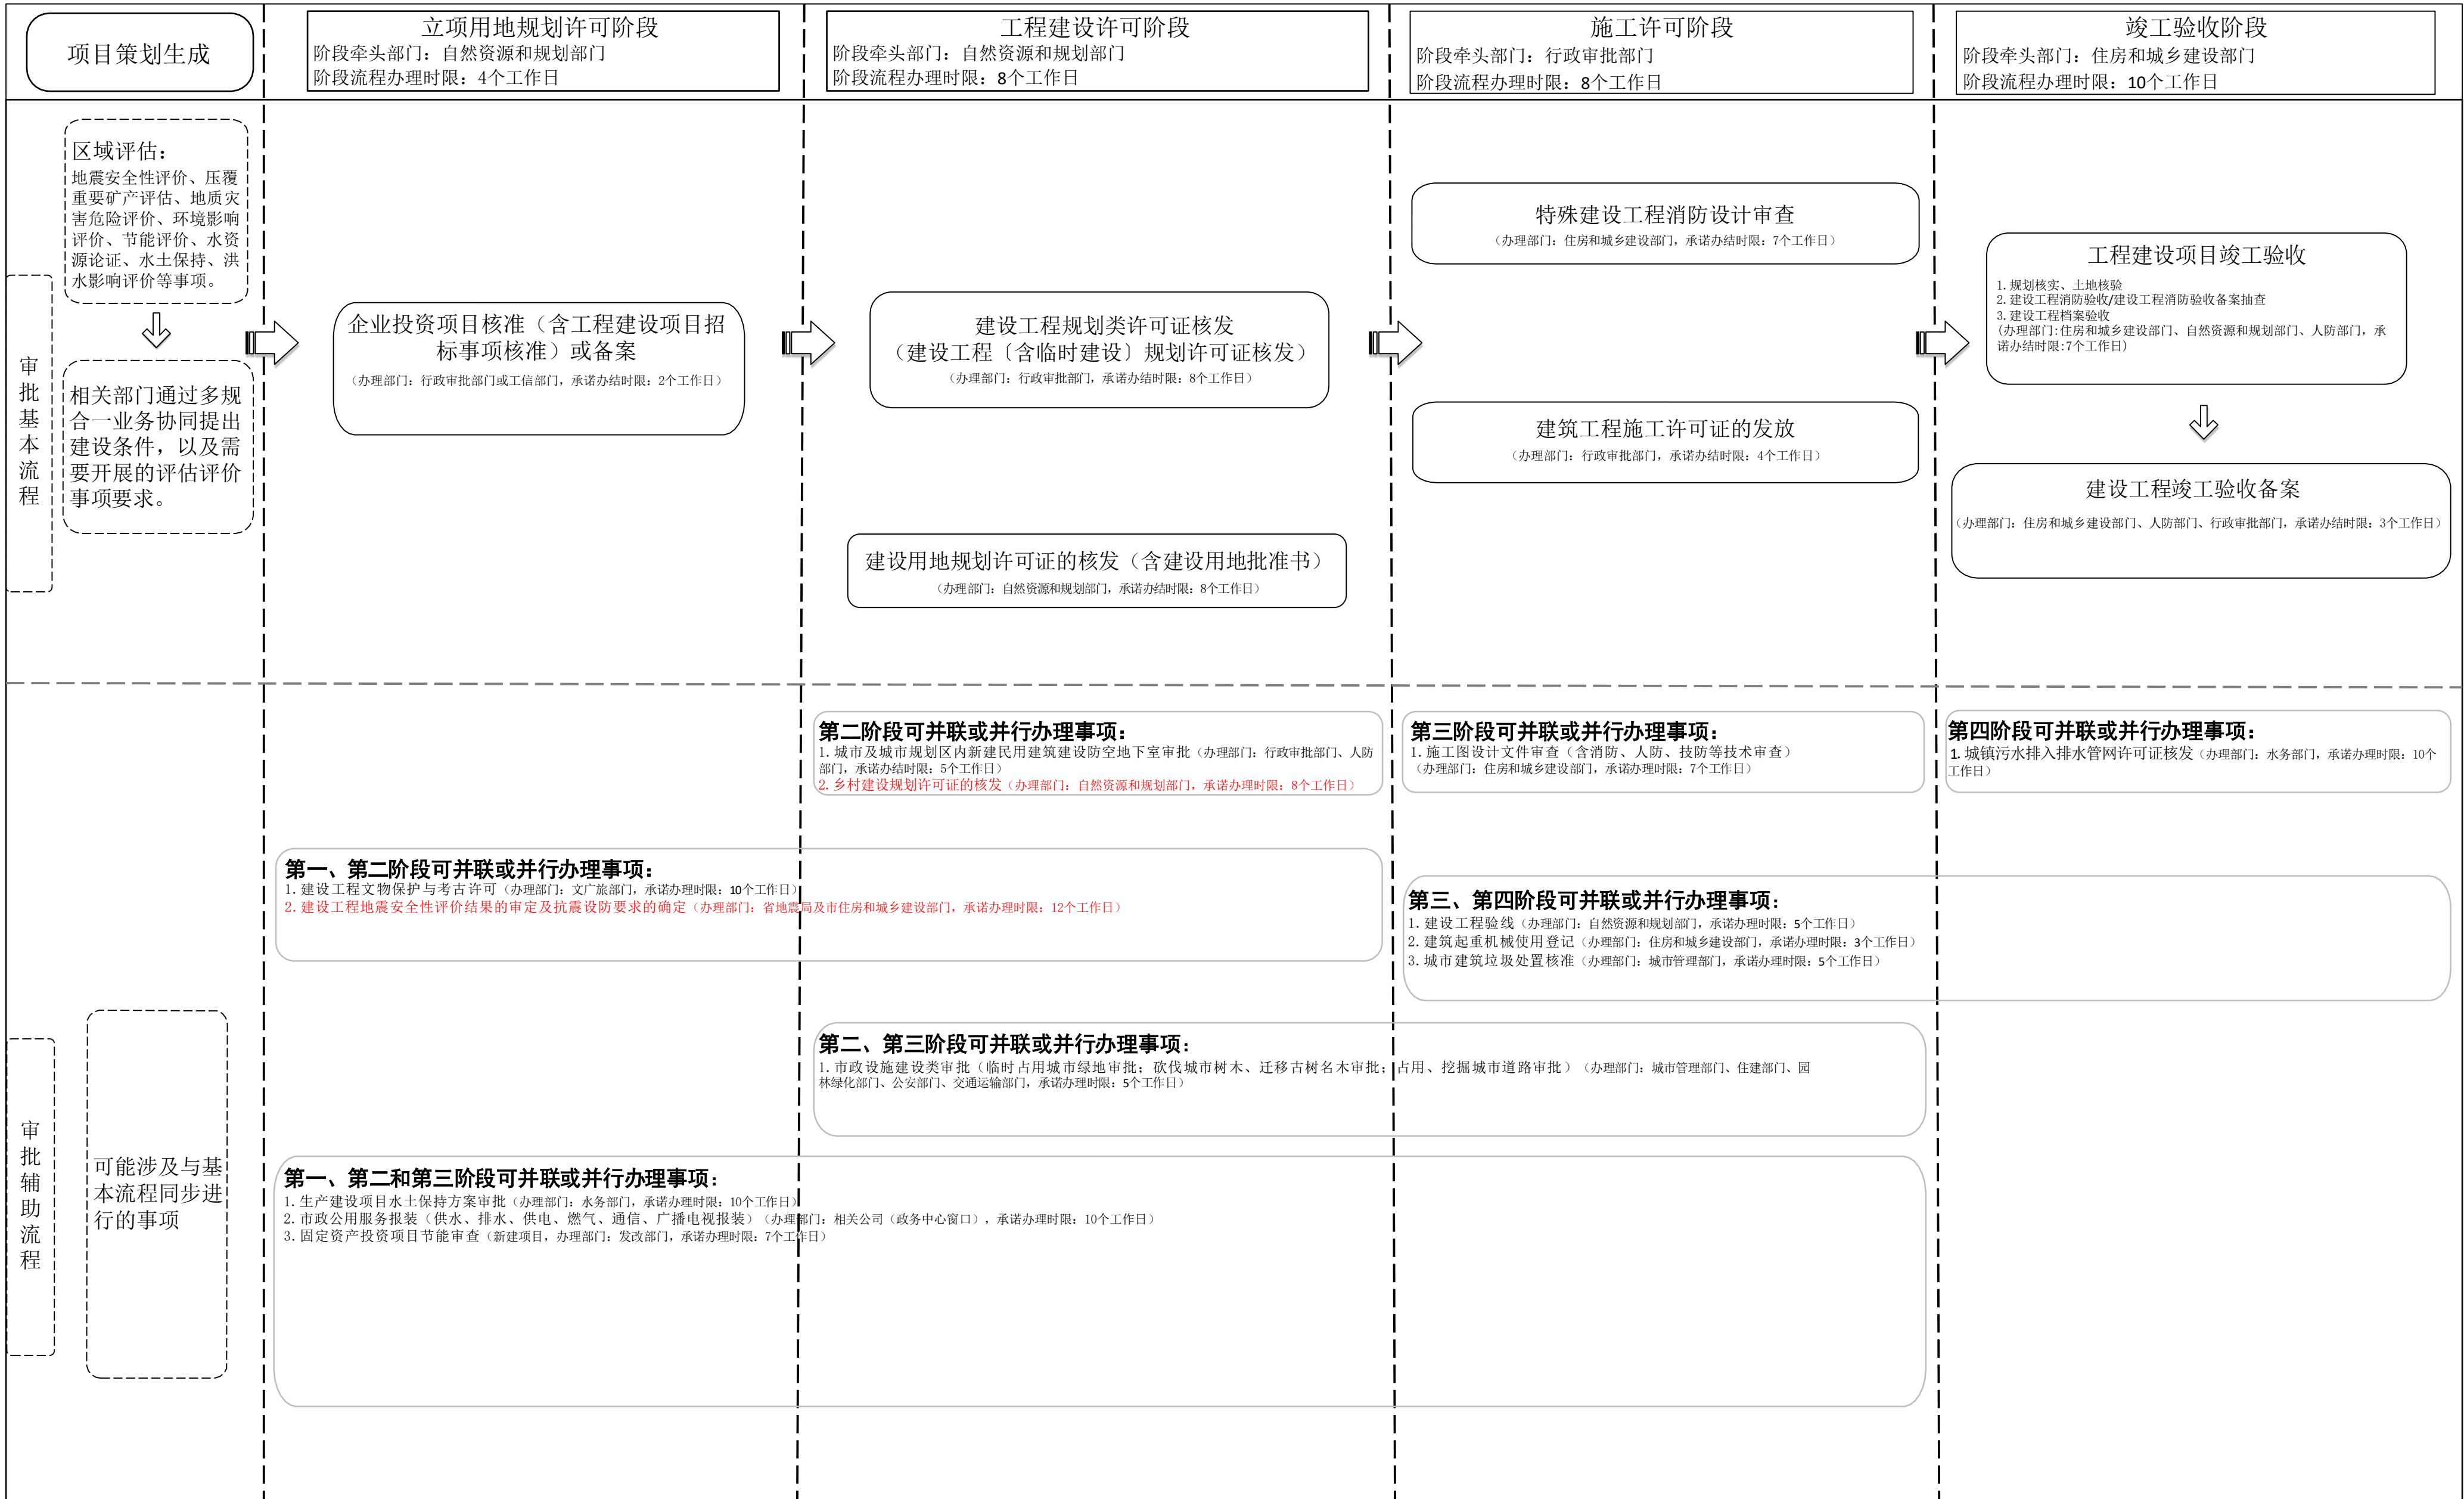 项目策划生成
立项用地规划许可阶段
阶段牵头部门：自然资源和规划部门
阶段流程办理时限：4个工作日
工程建设许可阶段
阶段牵头部门：自然资源和规划部门
阶段流程办理时限：8个工作日
施工许可阶段
阶段牵头部门：行政审批部门
阶段流程办理时限：8个工作日
竣工验收阶段
阶段牵头部门：住房和城乡建设部门
阶段流程办理时限：10个工作日
审批基本流程
区域评估：
地震安全性评价、压覆
重要矿产评估、地质灾
害危险评价、环境影响
评价、节能评价、水资
源论证、水土保持、洪
水影响评价等事项。
相关部门通过多规
合一业务协同提出
建设条件，以及需
要开展的评估评价
事项要求。
企业投资项目核准（含工程建设项目招
标事项核准）或备案
（办理部门：行政审批部门或工信部门，承诺办结时限：2个工作日）
建设工程规划类许可证核发
（建设工程〔含临时建设〕规划许可证核发）
（办理部门：行政审批部门，承诺办结时限：8个工作日）
建设用地规划许可证的核发（含建设用地批准书）
（办理部门：自然资源和规划部门，承诺办结时限：8个工作日）
特殊建设工程消防设计审查
（办理部门：住房和城乡建设部门，承诺办结时限：7个工作日）
建筑工程施工许可证的发放
（办理部门：行政审批部门，承诺办结时限：4个工作日）
工程建设项目竣工验收
1.规划核实、土地核验
2.建设工程消防验收/建设工程消防验收备案抽查
3.建设工程档案验收
(办理部门:住房和城乡建设部门、自然资源和规划部门、人防部门，承
诺办结时限:7个工作日)
建设工程竣工验收备案
（办理部门：住房和城乡建设部门、人防部门、行政审批部门，承诺办结时限：3个工作日）
审批辅助流程
可能涉及与基
本流程同步进
行的事项
第二阶段可并联或并行办理事项：
1.城市及城市规划区内新建民用建筑建设防空地下室审批（办理部门：行政审批部门、人防
部门，承诺办结时限：5个工作日）
2.乡村建设规划许可证的核发（办理部门：自然资源和规划部门，承诺办理时限：8个工作日）
第三阶段可并联或并行办理事项：
1.施工图设计文件审查（含消防、人防、技防等技术审查）
（办理部门：住房和城乡建设部门，承诺办理时限：7个工作日）
第四阶段可并联或并行办理事项：
1.城镇污水排入排水管网许可证核发（办理部门：水务部门，承诺办理时限：10个
工作日）
第一、第二阶段可并联或并行办理事项：
1.建设工程文物保护与考古许可（办理部门：文广旅部门，承诺办理时限：10个工作日）
2.建设工程地震安全性评价结果的审定及抗震设防要求的确定（办理部门：省地震局及市住房和城乡建设部门，承诺办理时限：12个工作日）
第三、第四阶段可并联或并行办理事项：
1.建设工程验线（办理部门：自然资源和规划部门，承诺办理时限：5个工作日）
2.建筑起重机械使用登记（办理部门：住房和城乡建设部门，承诺办理时限：3个工作日）
3.城市建筑垃圾处置核准（办理部门：城市管理部门，承诺办理时限：5个工作日）
第二、第三阶段可并联或并行办理事项：
1.市政设施建设类审批（临时占用城市绿地审批；砍伐城市树木、迁移古树名木审批；占用、挖掘城市道路审批）（办理部门：城市管理部门、住建部门、园
林绿化部门、公安部门、交通运输部门，承诺办理时限：5个工作日）
第一、第二和第三阶段可并联或并行办理事项：
1.生产建设项目水土保持方案审批（办理部门：水务部门，承诺办理时限：10个工作日）
2.市政公用服务报装（供水、排水、供电、燃气、通信、广播电视报装）（办理部门：相关公司（政务中心窗口），承诺办理时限：10个工作日）
3.固定资产投资项目节能审查（新建项目，办理部门：发改部门，承诺办理时限：7个工作日）